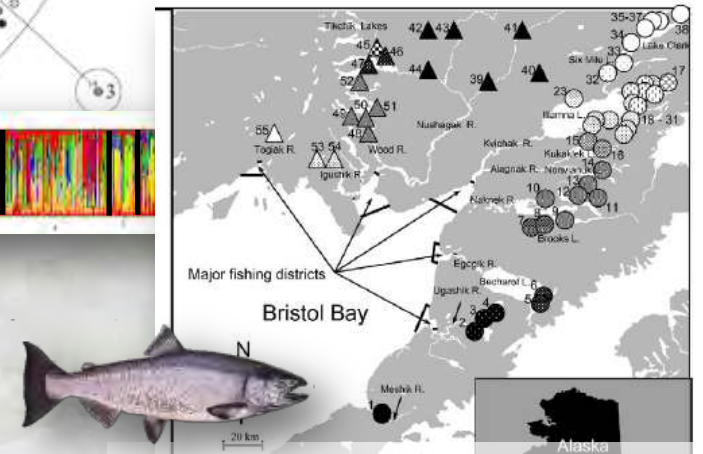 3
Tikchik Lakes
42 43 41
35-37
38
34
Lake Clark
45
46
33
Six Mile L.
47
44
40
32
17
52
39
23
51
50
49
Iliamna L.
18 - 31
Nushagak R.
48
55
Kvichak R.
15
53 54
Wood R.
Togiak R.
Kukaklek L.
16
Igushik R.
Alagnak R.
Nonvianuk
13
Naknek R.
10
12
11
8
9
7
Brooks L.
Egegik R.
Major fishing districts
Becharof L.
6
Ugashik R.
5
Bristol Bay
4
3
2
N
Meshik R.
1
20 km
Alaska